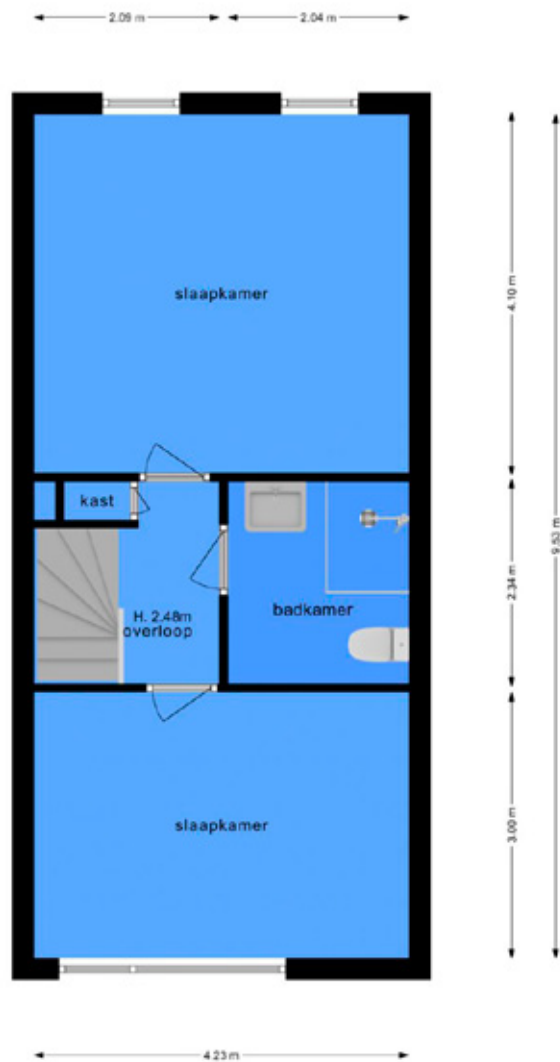 2.09 m
2.04 m
slaapkamer
4.10 m
kast
9.53 m
2.34 m
badkamer
H. 2.48m
overloop
slaapkamer
3.00 m
4.23 m